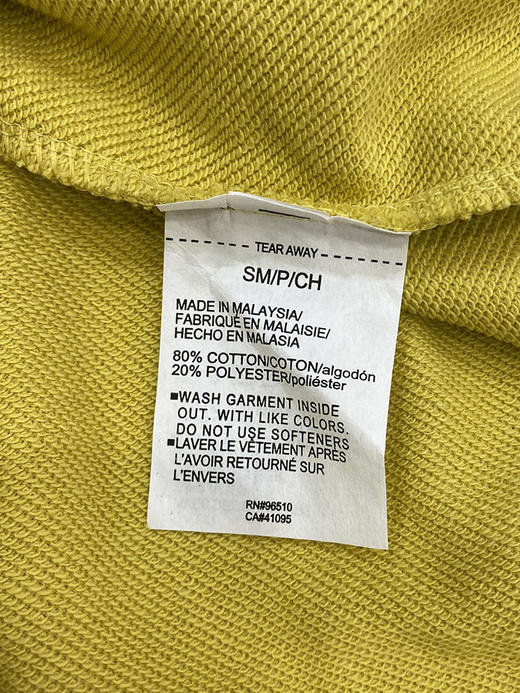 TEAR AWAY
SM/P/CH
MADE IN MALAYSIA/
FABRIQUÉ EN MALAISIE/
HECHO EN MALASIA
80% COTTON/COTON/algodón
20% POLYESTER/poliéster
▪WASH GARMENT INSIDE
OUT. WITH LIKE COLORS.
DO NOT USE SOFTENERS
▪LAVER LE VÊTEMENT APRÈS
L'AVOIR RETOURNÉ SUR
L'ENVERS
RN#96510
CA#41095